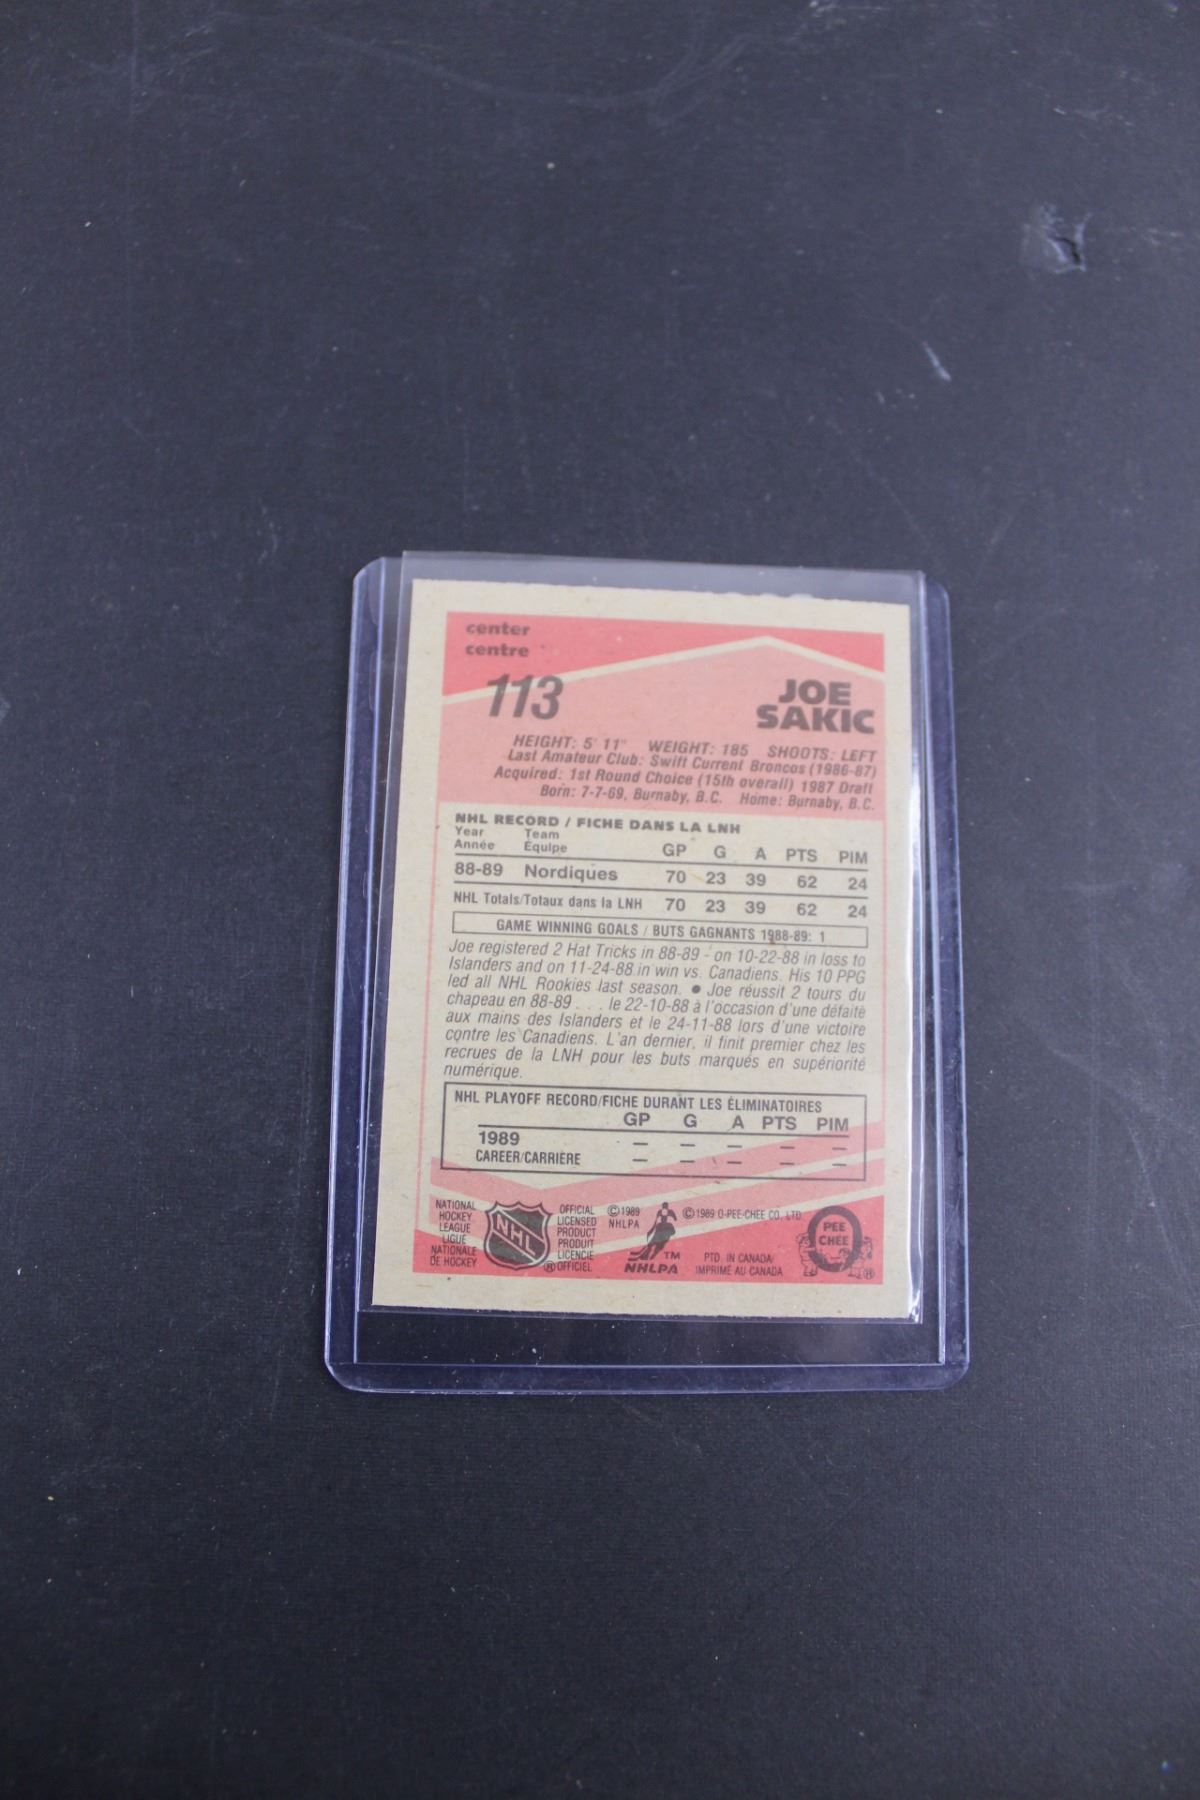 center
centre
113
JOE
SAKIC
HEIGHT: 5' 11" WEIGHT: 185 SHOOTS: LEFT
Last Amateur Club: Swift Current Broncos (1986-87)
Acquired: 1st Round Choice (15th overall) 1987 Draft
Born: 7-7-69, Burnaby, B.C. Home: Burnaby, B.C.
NHL RECORD / FICHE DANS LA LNH
Year Team
Année Équipe GP G A PTS PIM
88-89 Nordiques 70 23 39 62 24
NHL Totals/Totaux dans la LNH 70 23 39 62 24
GAME WINNING GOALS / BUTS GAGNANTS 1988-89: 1
Joe registered 2 Hat Tricks in 88-89 - on 10-22-88 in loss to
Islanders and on 11-24-88 in win vs. Canadiens. His 10 PPG
led all NHL Rookies last season. ● Joe réussit 2 tours du
chapeau en 88-89 . . . le 22-10-88 à l'occasion d'une défaite
aux mains des Islanders et le 24-11-88 lors d'une victoire
contre les Canadiens. L'an dernier, il finit premier chez les
recrues de la LNH pour les buts marqués en supériorité
numérique.
NHL PLAYOFF RECORD/FICHE DURANT LES ÉLIMINATOIRES
GP G A PTS PIM
1989 — — — — —
CAREER/CARRIÈRE — — — — —
NATIONAL
HOCKEY
LEAGUE
LIGUE
NATIONALE
DE HOCKEY
NHL
®
OFFICIAL
LICENSED
PRODUCT
PRODUIT
LICENCIE
OFFICIEL
©1989
NHLPA
TM
NHLPA
©1989 O-PEE-CHEE CO. LTD.
PTD. IN CANADA/
IMPRIMÉ AU CANADA
PEE
CHEE
®